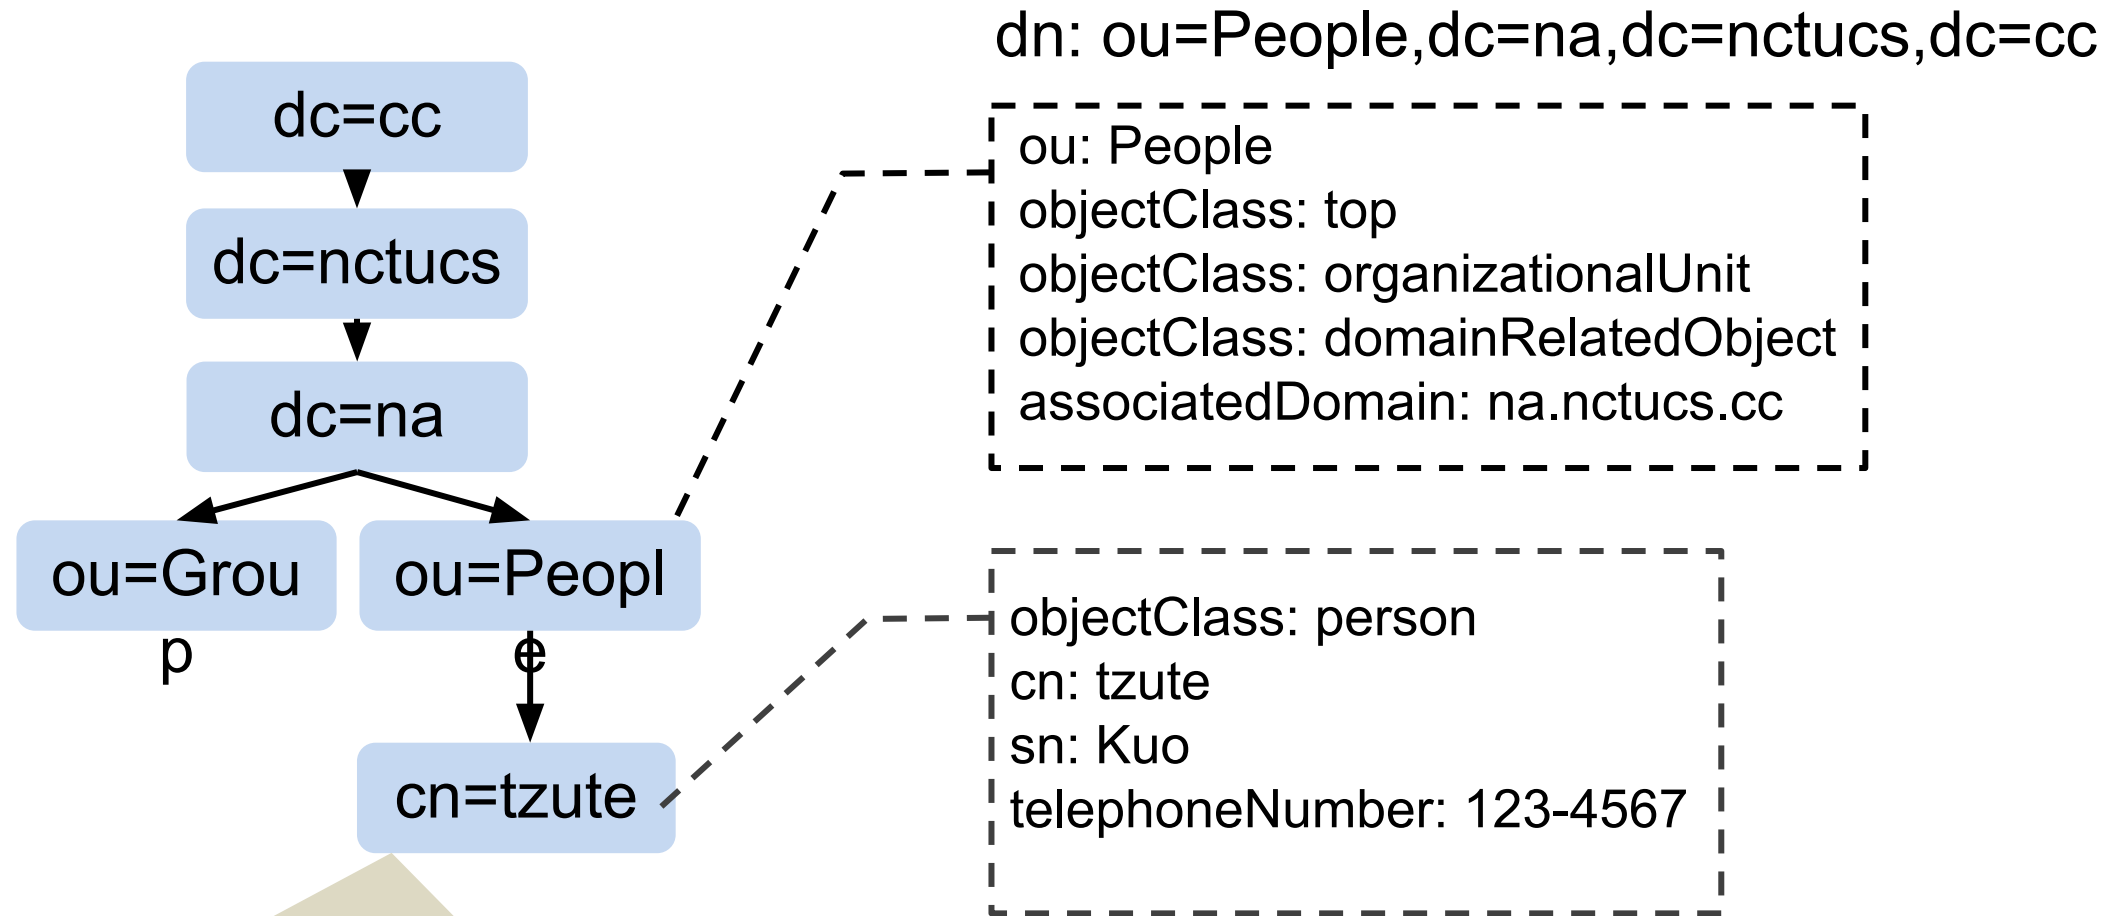 dn: ou=People,dc=na,dc=nctucs,dc=cc
dc=cc
dc=nctucs
dc=na
ou=Grou
p
ou=Peopl
e
cn=tzute
ou: People
objectClass: top
objectClass: organizationalUnit
objectClass: domainRelatedObject
associatedDomain: na.nctucs.cc
objectClass: person
cn: tzute
sn: Kuo
telephoneNumber: 123-4567